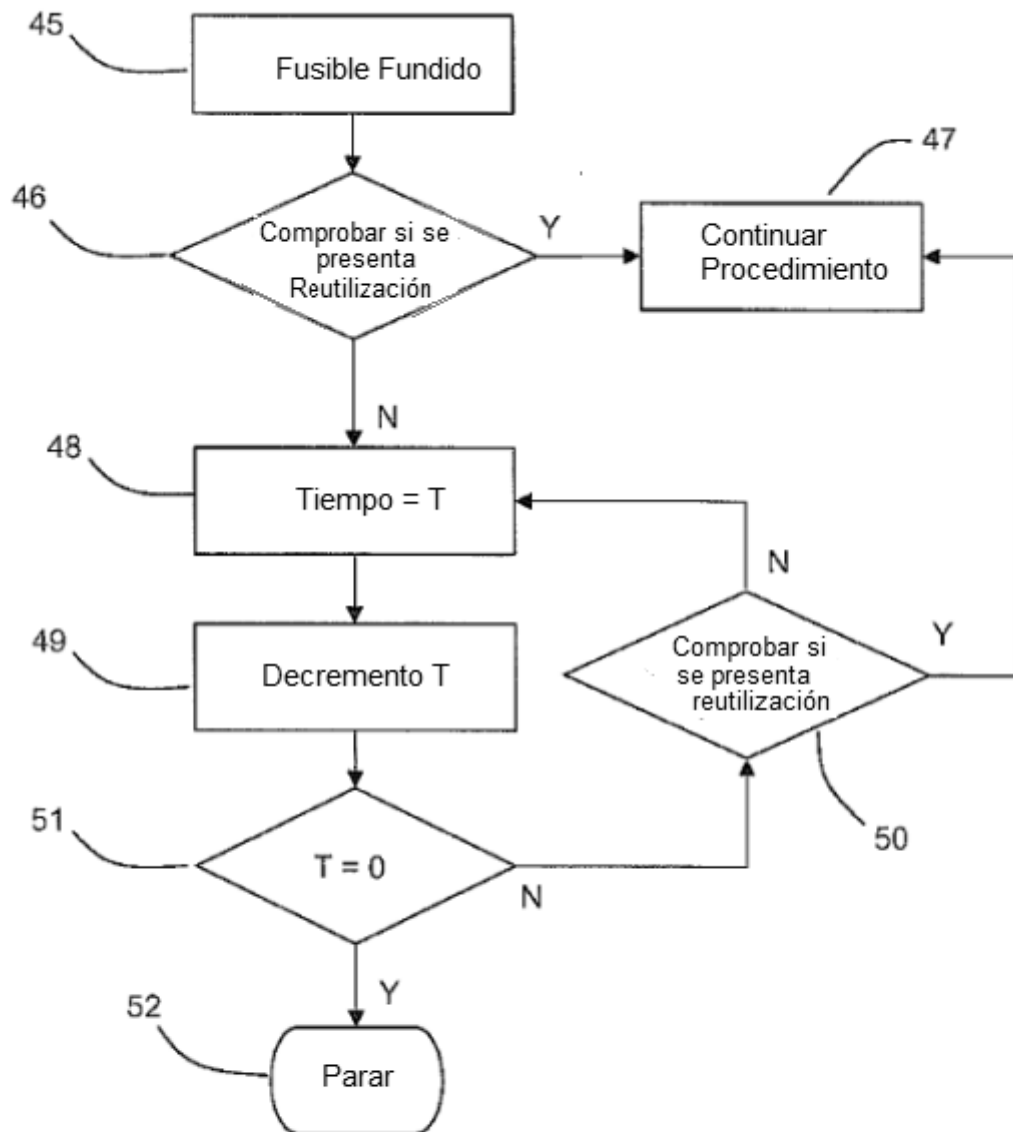 45
Fusible Fundido
46
Comprobar si se
presenta
Reutilización
Y
47
Continuar
Procedimiento
N
48
Tiempo = T
N
49
Decremento T
Comprobar si
se presenta
reutilización
Y
50
51
T = 0
N
Y
52
Parar